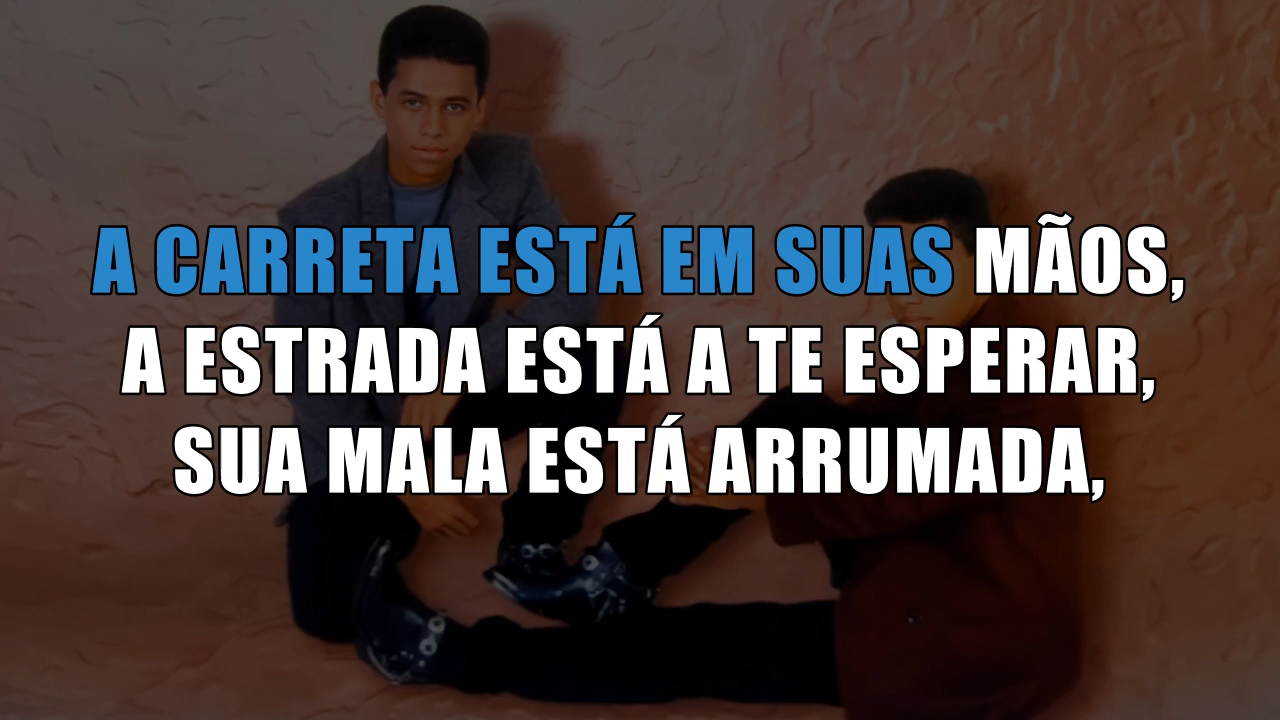 A CARRETA ESTÁ EM SUAS MÃOS,
A ESTRADA ESTÁ A TE ESPERAR,
SUA MALA ESTÁ ARRUMADA,